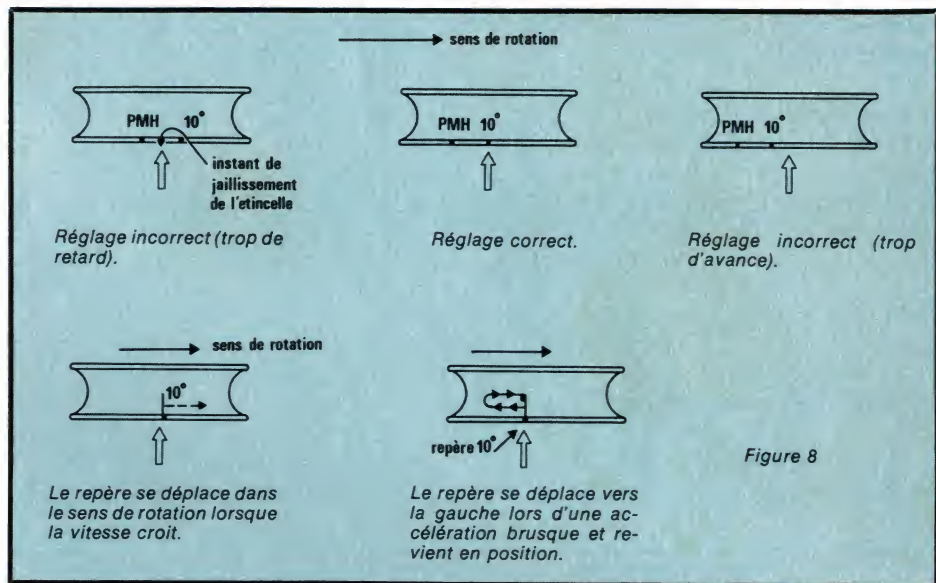 sens de rotation
PMH 10°
instant de
jaillissement
de l'etincelle
Réglage incorrect (trop de
retard).
PMH 10°
Réglage correct.
PMH 10°
Réglage incorrect (trop
d'avance).
sens de rotation
10°
Le repère se déplace dans
le sens de rotation lorsque
la vitesse croit.
repère 10°
Le repère se déplace vers
la gauche lors d'une ac-
célération brusque et re-
vient en position.
Figure 8